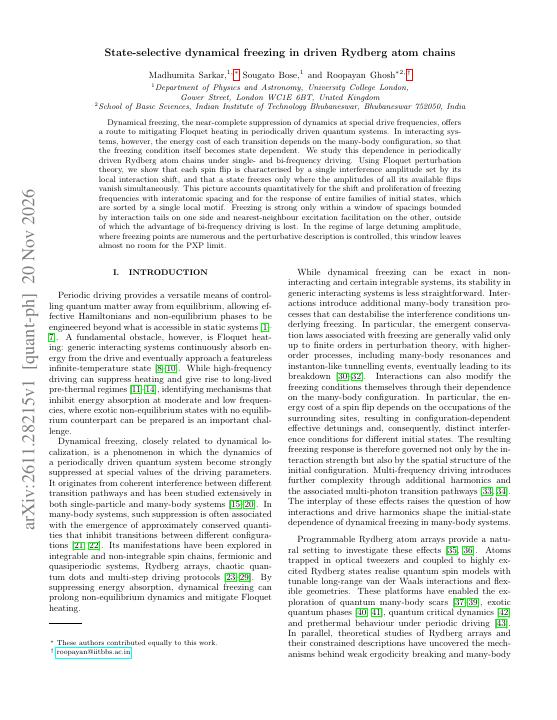 State-selective dynamical freezing in driven Rydberg atom chains
Madhumita Sarkar,1, * Sougato Bose,1 and Roopayan Ghosh*2, †
1Department of Physics and Astronomy, University College London,
Gower Street, London WC1E 6BT, United Kingdom
2School of Basic Sciences, Indian Institute of Technology Bhubaneswar, Bhubaneswar 752050, India
Dynamical freezing, the near-complete suppression of dynamics at special drive frequencies, offers
a route to mitigating Floquet heating in periodically driven quantum systems. In interacting sys-
tems, however, the energy cost of each transition depends on the many-body configuration, so that
the freezing condition itself becomes state dependent. We study this dependence in periodically
driven Rydberg atom chains under single- and bi-frequency driving. Using Floquet perturbation
theory, we show that each spin flip is characterised by a single interference amplitude set by its
local interaction shift, and that a state freezes only where the amplitudes of all its available flips
vanish simultaneously. This picture accounts quantitatively for the shift and proliferation of freezing
frequencies with interatomic spacing and for the response of entire families of initial states, which
are sorted by a single local motif. Freezing is strong only within a window of spacings bounded
by interaction tails on one side and nearest-neighbour excitation facilitation on the other, outside
of which the advantage of bi-frequency driving is lost. In the regime of large detuning amplitude,
where freezing points are numerous and the perturbative description is controlled, this window leaves
almost no room for the PXP limit.
I. INTRODUCTION
Periodic driving provides a versatile means of control-
ling quantum matter away from equilibrium, allowing ef-
fective Hamiltonians and non-equilibrium phases to be
engineered beyond what is accessible in static systems [1–
7]. A fundamental obstacle, however, is Floquet heat-
ing: generic interacting systems continuously absorb en-
ergy from the drive and eventually approach a featureless
infinite-temperature state [8–10]. While high-frequency
driving can suppress heating and give rise to long-lived
pre-thermal regimes [11–14], identifying mechanisms that
inhibit energy absorption at moderate and low frequen-
cies, where exotic non-equilibrium states with no equilib-
rium counterpart can be prepared is an important chal-
lenge.
Dynamical freezing, closely related to dynamical lo-
calization, is a phenomenon in which the dynamics of
a periodically driven quantum system become strongly
suppressed at special values of the driving parameters.
It originates from coherent interference between different
transition pathways and has been studied extensively in
both single-particle and many-body systems [15–20]. In
many-body systems, such suppression is often associated
with the emergence of approximately conserved quanti-
ties that inhibit transitions between different configura-
tions [21, 22]. Its manifestations have been explored in
integrable and non-integrable spin chains, fermionic and
quasiperiodic systems, Rydberg arrays, chaotic quan-
tum dots and multi-step driving protocols [23–29]. By
suppressing energy absorption, dynamical freezing can
prolong non-equilibrium dynamics and mitigate Floquet
heating.
* These authors contributed equally to this work.
† roopayan@iitbbs.ac.in
While dynamical freezing can be exact in non-
interacting and certain integrable systems, its stability in
generic interacting systems is less straightforward. Inter-
actions introduce additional many-body transition pro-
cesses that can destabilise the interference conditions un-
derlying freezing. In particular, the emergent conserva-
tion laws associated with freezing are generally valid only
up to finite orders in perturbation theory, with higher-
order processes, including many-body resonances and
instanton-like tunnelling events, eventually leading to its
breakdown [30–32]. Interactions can also modify the
freezing conditions themselves through their dependence
on the many-body configuration. In particular, the en-
ergy cost of a spin flip depends on the occupations of the
surrounding sites, resulting in configuration-dependent
effective detunings and, consequently, distinct interfer-
ence conditions for different initial states. The resulting
freezing response is therefore governed not only by the in-
teraction strength but also by the spatial structure of the
initial configuration. Multi-frequency driving introduces
further complexity through additional harmonics and
the associated multi-photon transition pathways [33, 34].
The interplay of these effects raises the question of how
interactions and drive harmonics shape the initial-state
dependence of dynamical freezing in many-body systems.
Programmable Rydberg atom arrays provide a natu-
ral setting to investigate these effects [35, 36]. Atoms
trapped in optical tweezers and coupled to highly ex-
cited Rydberg states realise quantum spin models with
tunable long-range van der Waals interactions and flex-
ible geometries. These platforms have enabled the ex-
ploration of quantum many-body scars [37–39], exotic
quantum phases [40, 41], quantum critical dynamics [42]
and prethermal behaviour under periodic driving [43].
In parallel, theoretical studies of Rydberg arrays and
their constrained descriptions have uncovered the mech-
anisms behind weak ergodicity breaking and many-body
arXiv:2611.28215v1 [quant-ph] 20 Nov 2026